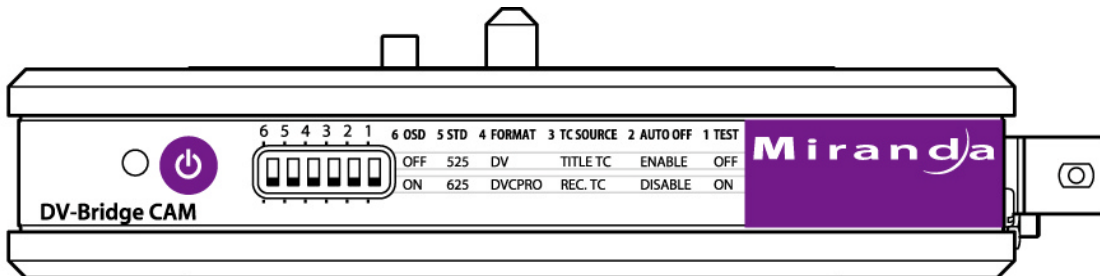 6 5 4 3 2 1 6 OSD 5 STD 4 FORMAT 3 TC SOURCE 2 AUTO OFF 1 TEST
OFF 525 DV TITLE TC ENABLE OFF
ON 625 DVCPRO REC. TC DISABLE ON
Miranda
DV-Bridge CAM